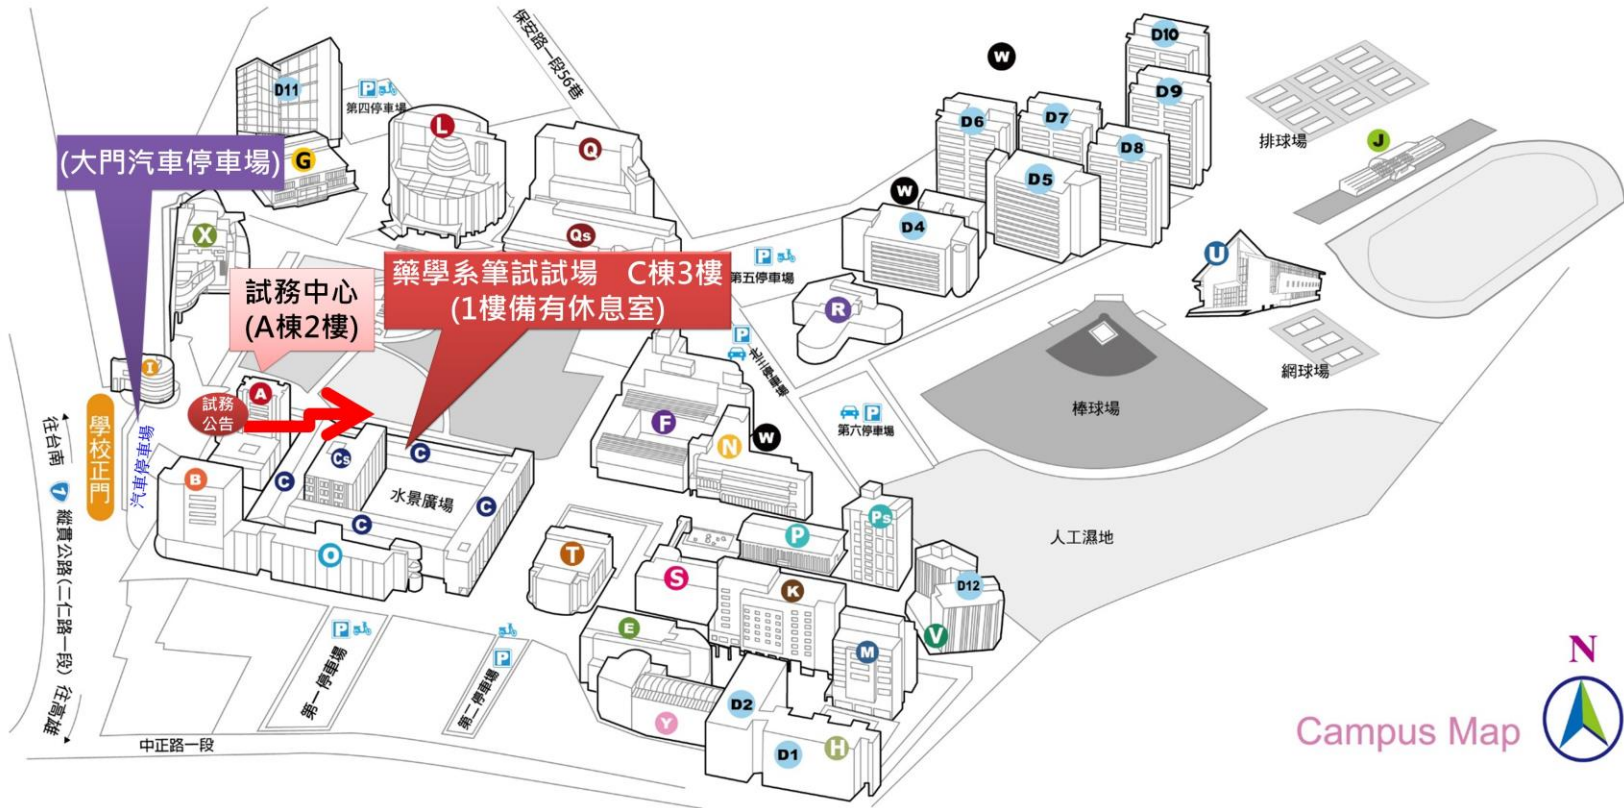 保安路一段56巷
D10
W
D11
P
第四停車場
D9
D6
D7
L
排球場
J
Q
D8
(大門汽車停車場)
G
D5
W
D4
X
Qs
U
藥學系筆試試場　C棟3樓
(1樓備有休息室)
P
第五停車場
試務中心
(A棟2樓)
R
P
北三停車場
I
網球場
A
試務
公告
棒球場
P
第六停車場
F
N
W
往台南
學校正門
汽車停車場
C
Cs
B
C
水景廣場
C
Ps
C
P
人工濕地
O
T
1
縱貫公路(二仁路一段)
往高雄
S
K
D12
P
第一停車場
P
第二停車場
E
V
M
N
D2
Y
H
D1
Campus Map
中正路一段